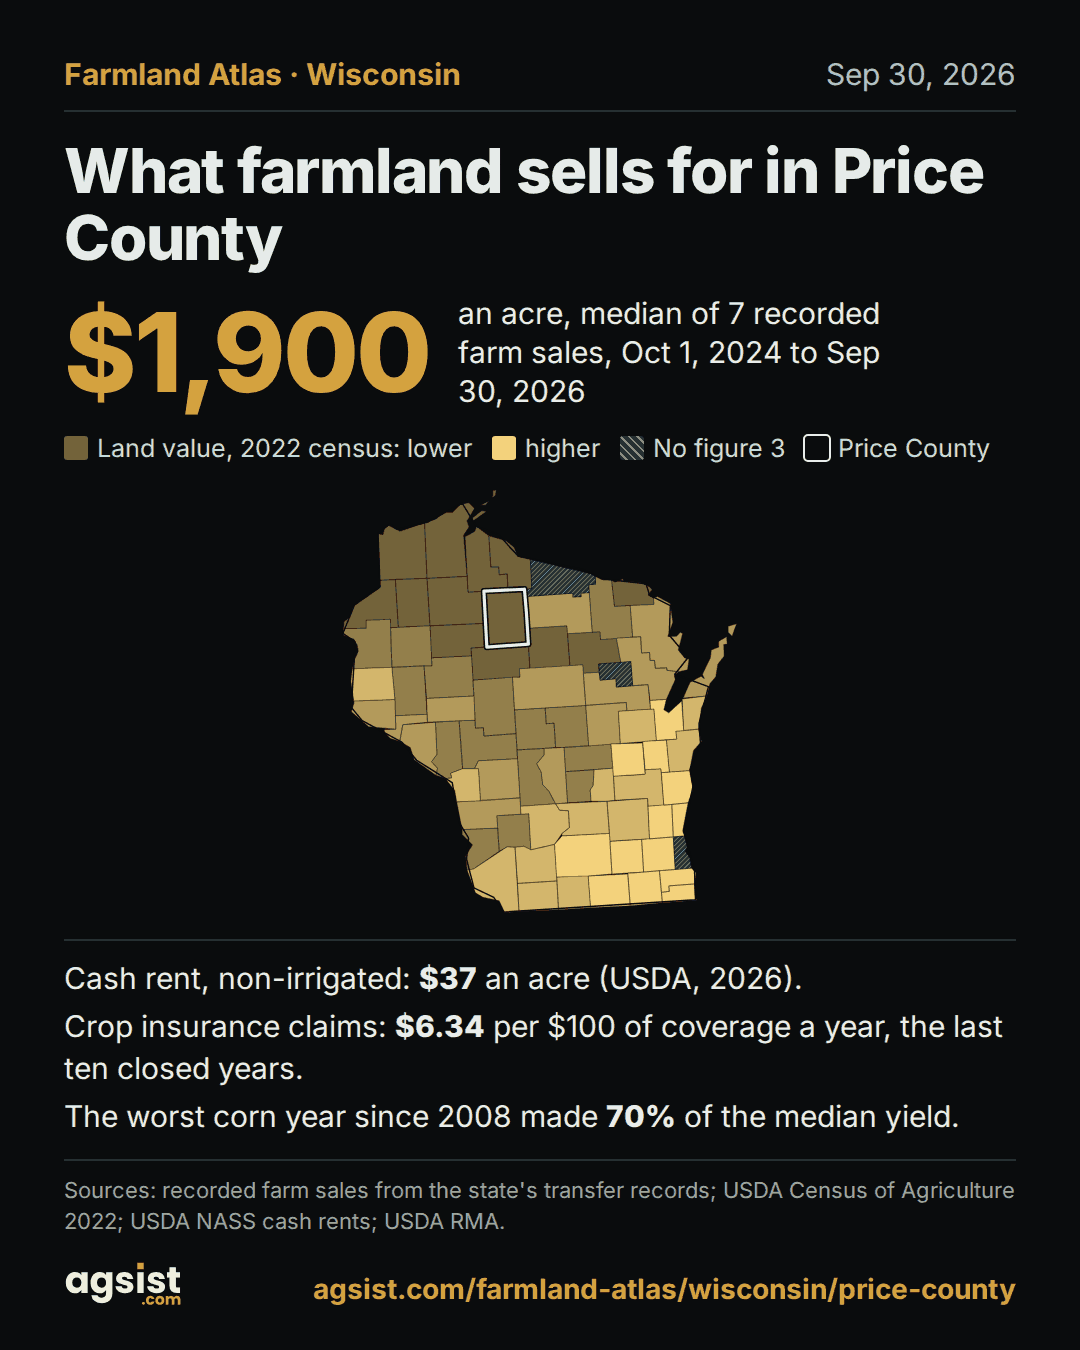 Farmland Atlas · Wisconsin
Sep 30, 2026
What farmland sells for in Price
County
$1,900
an acre, median of 7 recorded
farm sales, Oct 1, 2024 to Sep
30, 2026
Land value, 2022 census: lower
higher
No figure 3
Price County
Cash rent, non-irrigated: $37 an acre (USDA, 2026).
Crop insurance claims: $6.34 per $100 of coverage a year, the last
ten closed years.
The worst corn year since 2008 made 70% of the median yield.
Sources: recorded farm sales from the state's transfer records; USDA Census of Agriculture
2022; USDA NASS cash rents; USDA RMA.
agsist
.com
agsist.com/farmland-atlas/wisconsin/price-county